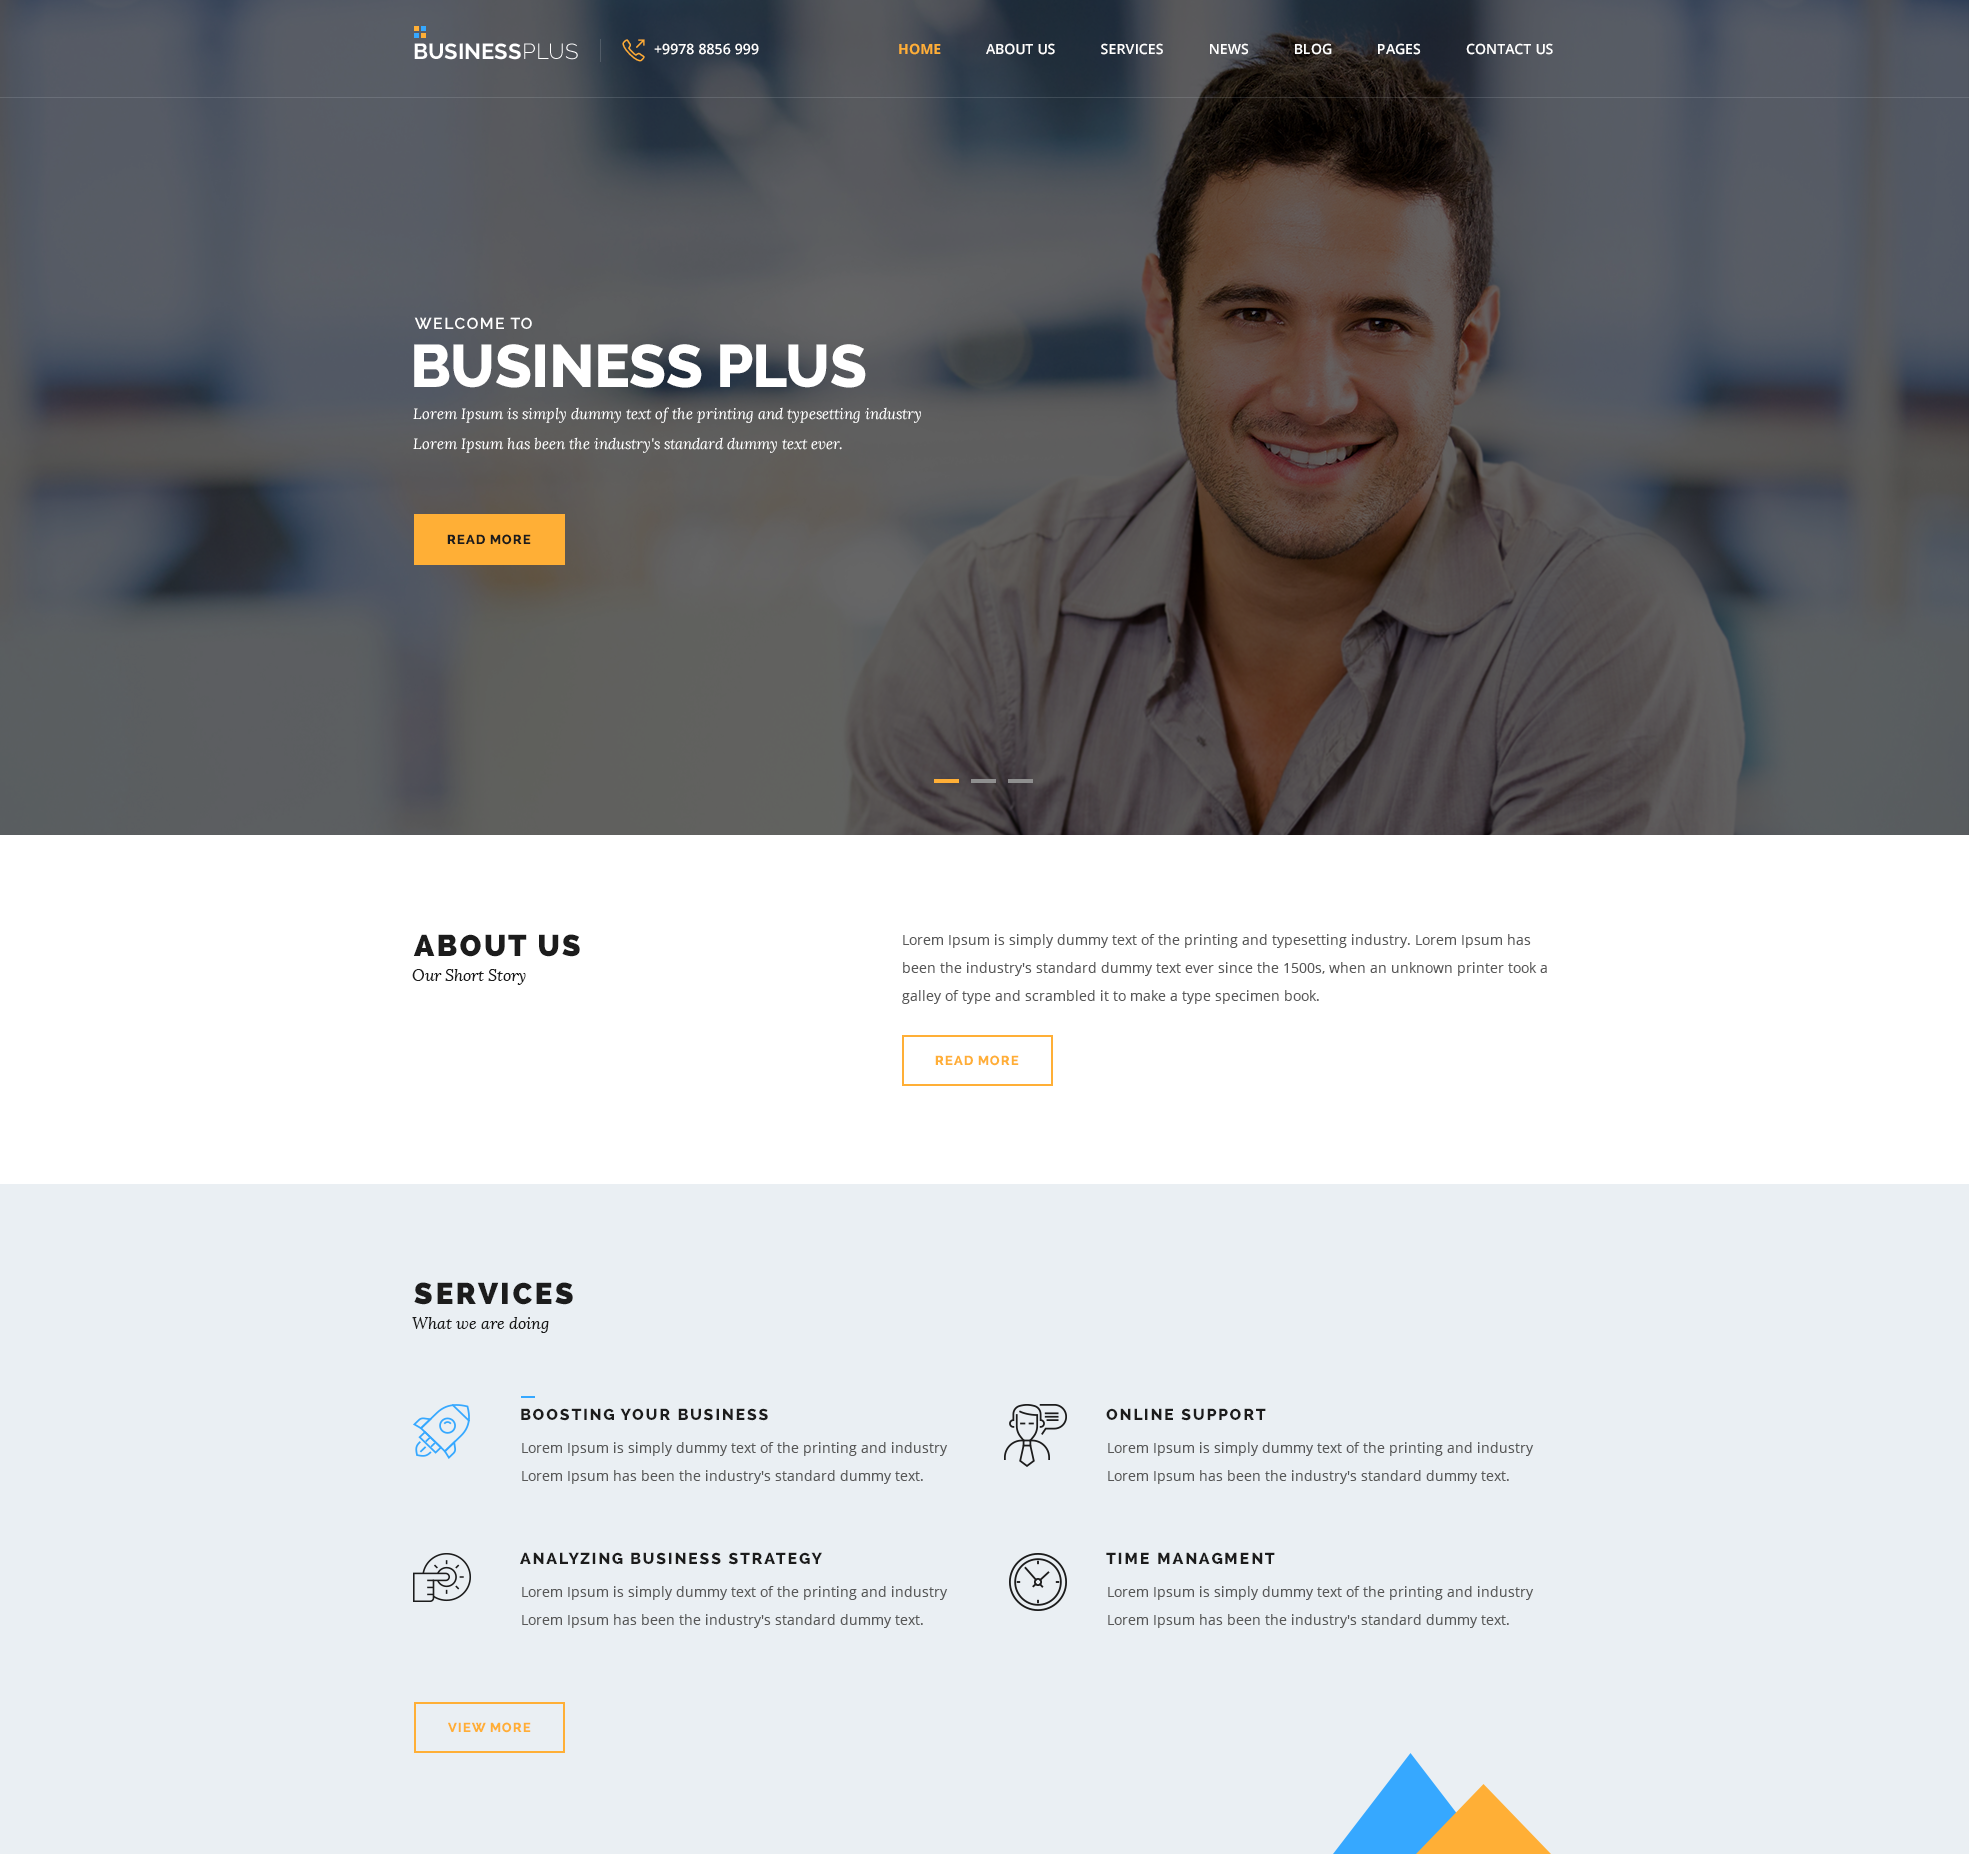 BUSINESSPLUS
+9978 8856 999
HOME ABOUT US SERVICES NEWS BLOG PAGES CONTACT US
WELCOME TO
BUSINESS PLUS
Lorem Ipsum is simply dummy text of the printing and typesetting industry
Lorem Ipsum has been the industry's standard dummy text ever.
READ MORE
ABOUT US
Our Short Story
Lorem Ipsum is simply dummy text of the printing and typesetting industry. Lorem Ipsum has
been the industry's standard dummy text ever since the 1500s, when an unknown printer took a
galley of type and scrambled it to make a type specimen book.
READ MORE
SERVICES
What we are doing
BOOSTING YOUR BUSINESS
Lorem Ipsum is simply dummy text of the printing and industry
Lorem Ipsum has been the industry's standard dummy text.
ONLINE SUPPORT
Lorem Ipsum is simply dummy text of the printing and industry
Lorem Ipsum has been the industry's standard dummy text.
ANALYZING BUSINESS STRATEGY
Lorem Ipsum is simply dummy text of the printing and industry
Lorem Ipsum has been the industry's standard dummy text.
TIME MANAGMENT
Lorem Ipsum is simply dummy text of the printing and industry
Lorem Ipsum has been the industry's standard dummy text.
VIEW MORE